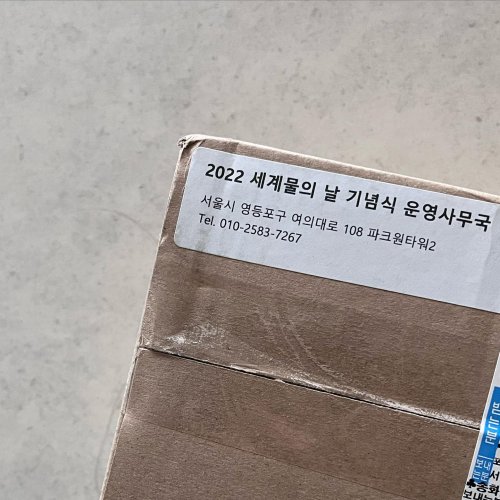 2022 세계물의 날 기념식 운영사무국
서울시 영등포구 여의대로 108 파크원타워2
Tel. 010-2583-7267